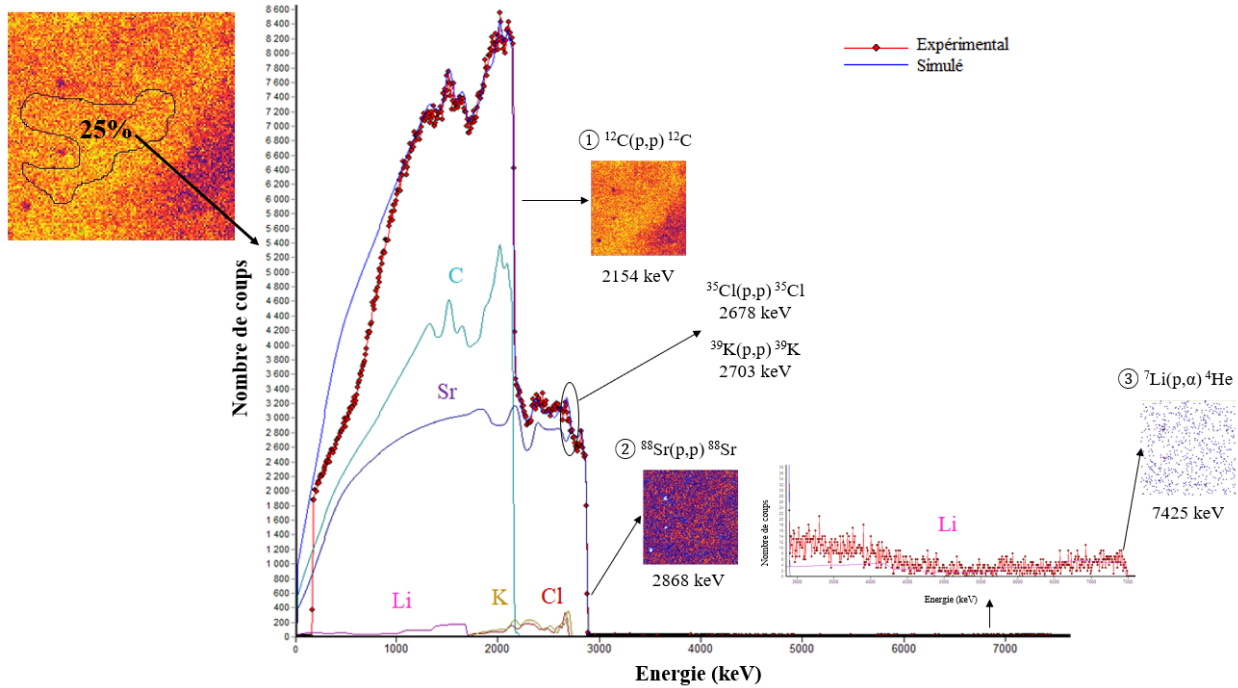 25%
Expérimental
Simulé
① ¹²C(p,p) ¹²C
2154 keV
³⁵Cl(p,p) ³⁵Cl
2678 keV
³⁹K(p,p) ³⁹K
2703 keV
② ⁸⁸Sr(p,p) ⁸⁸Sr
2868 keV
③ ⁷Li(p,α) ⁴He
7425 keV
Nombre de coups
8 600
8 400
8 200
8 000
7 800
7 600
7 400
7 200
7 000
6 800
6 600
6 400
6 200
6 000
5 800
5 600
5 400
5 200
5 000
4 800
4 600
4 400
4 200
4 000
3 800
3 600
3 400
3 200
3 000
2 800
2 600
2 400
2 200
2 000
1 800
1 600
1 400
1 200
1 000
800
600
400
200
0
C
Sr
Li
K
Cl
0 1000 2000 3000 4000 5000 6000 7000
Energie (keV)
Nombre de coups
Li
Energie (keV)